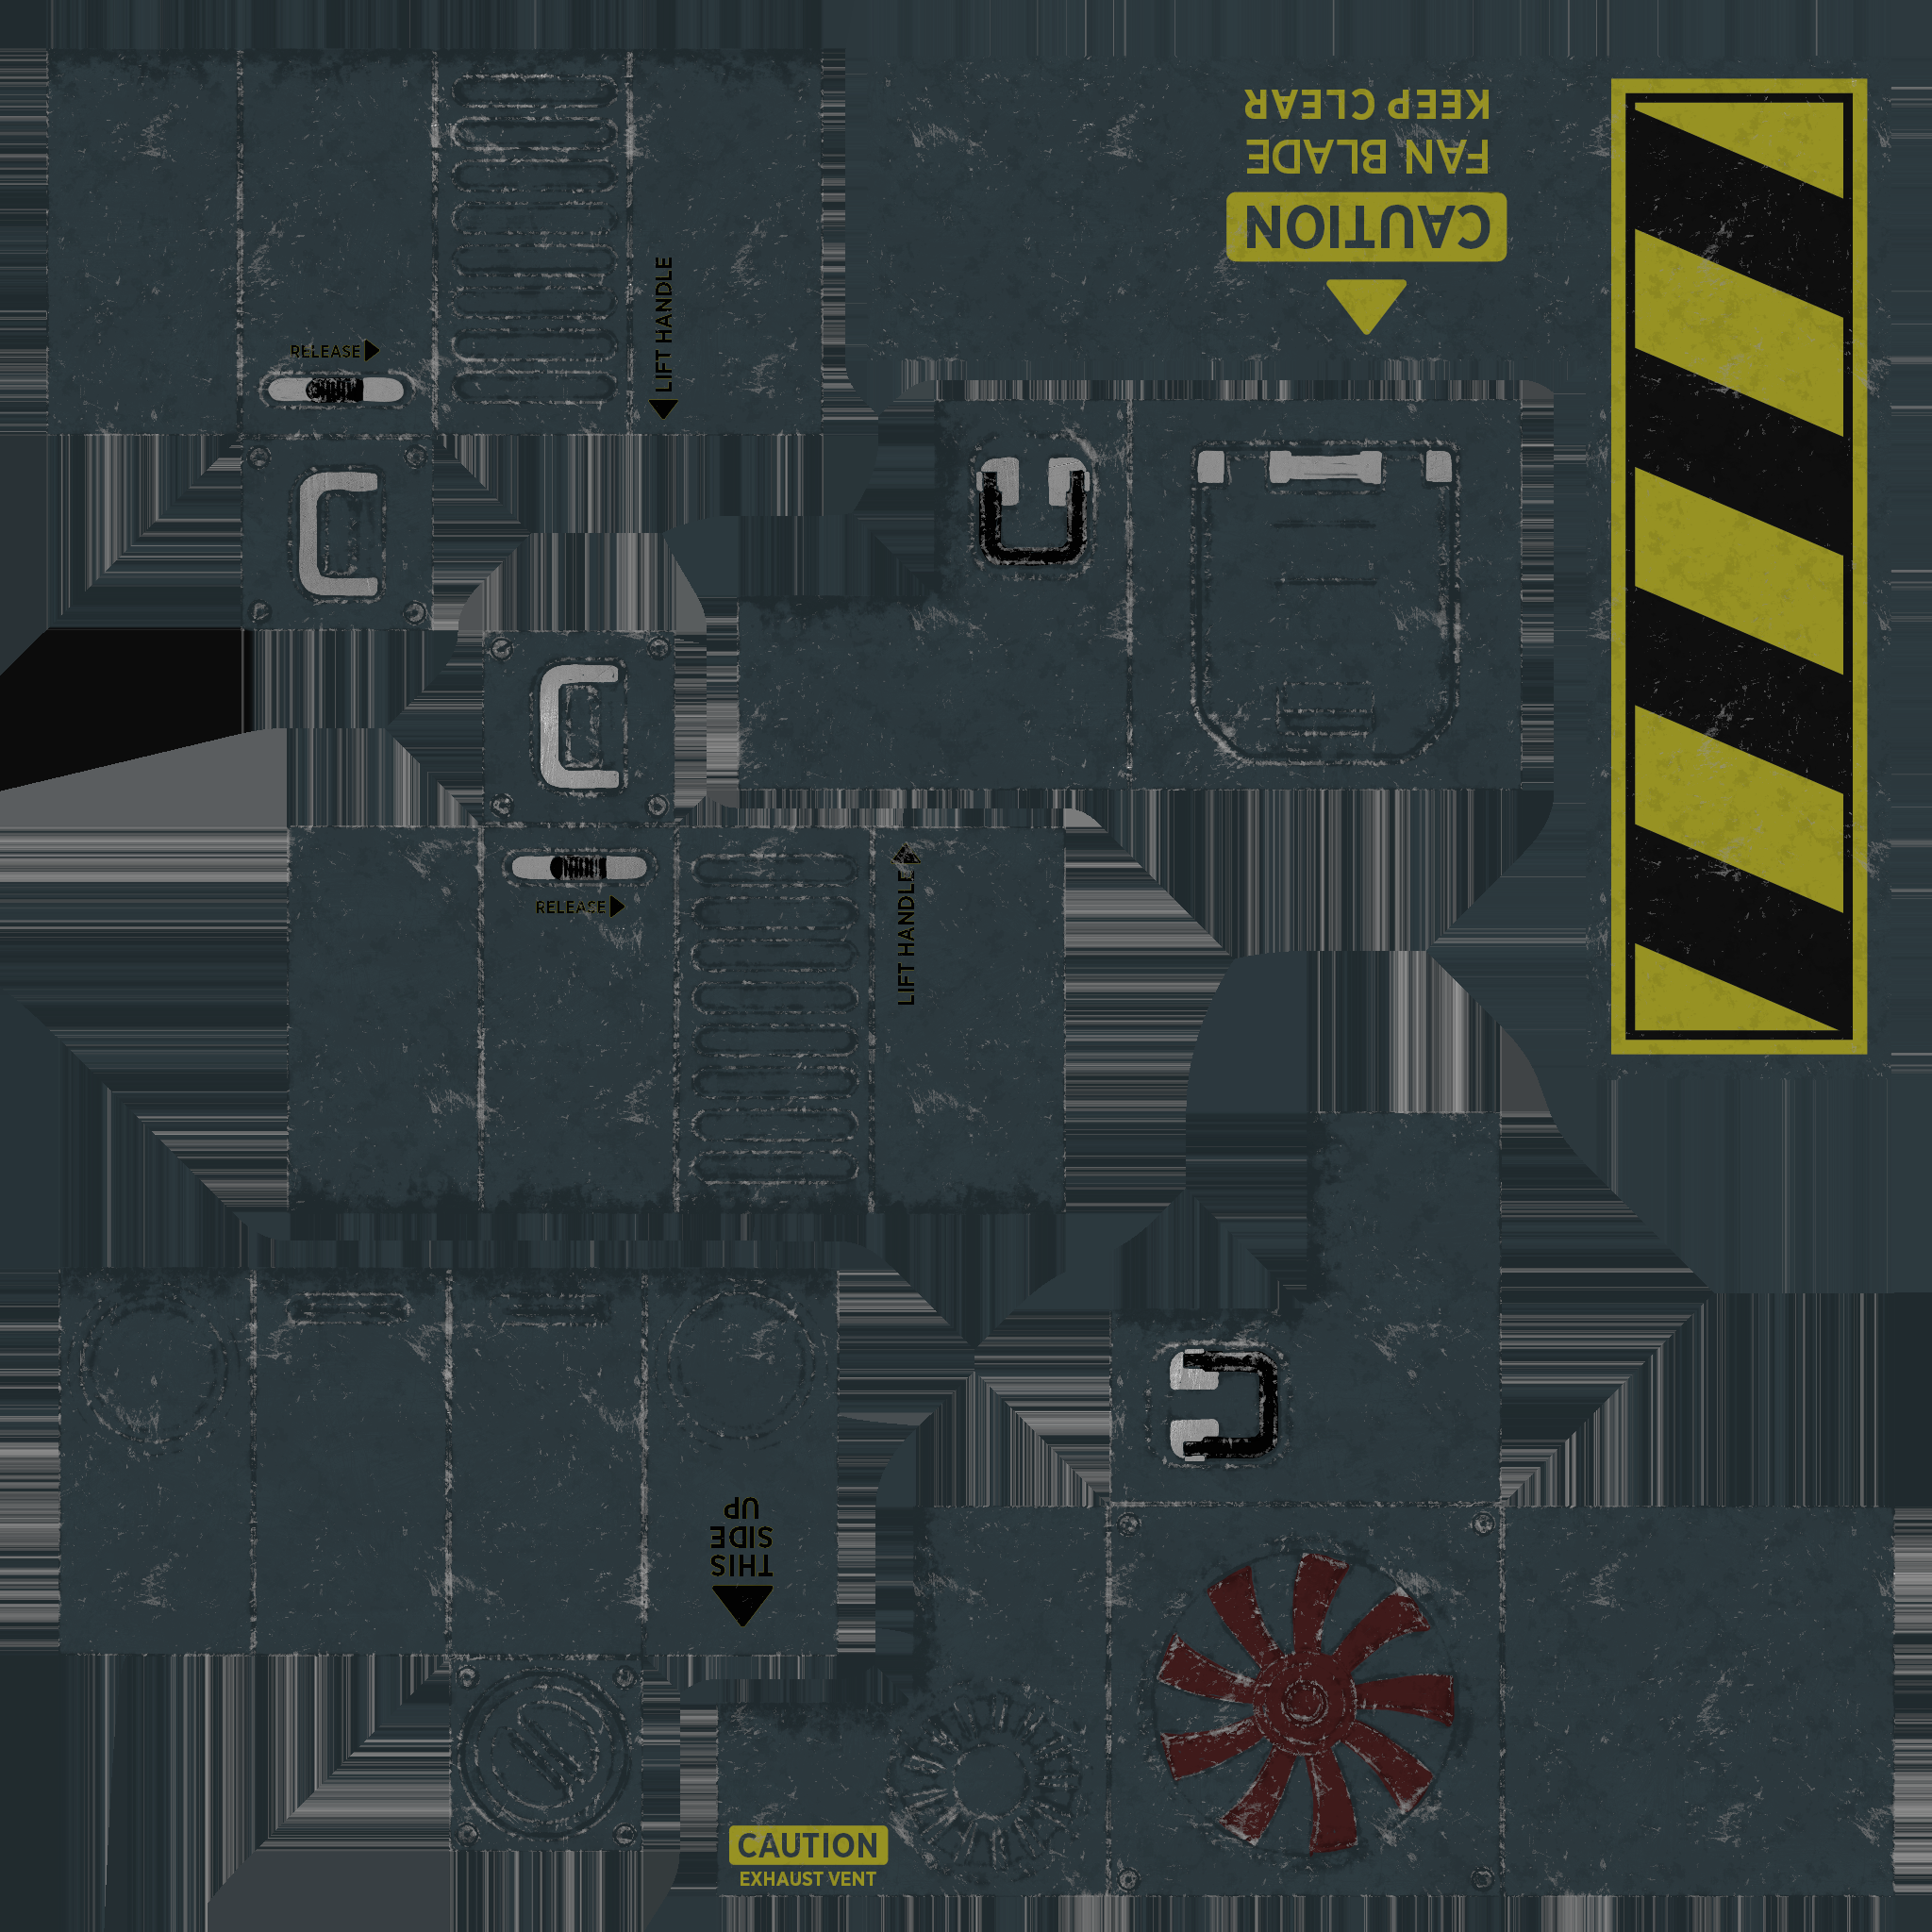 CAUTION
FAN BLADE
KEEP CLEAR
LIFT HANDLE
RELEASE
LIFT HANDLE
RELEASE
THIS
SIDE
UP
CAUTION
EXHAUST VENT